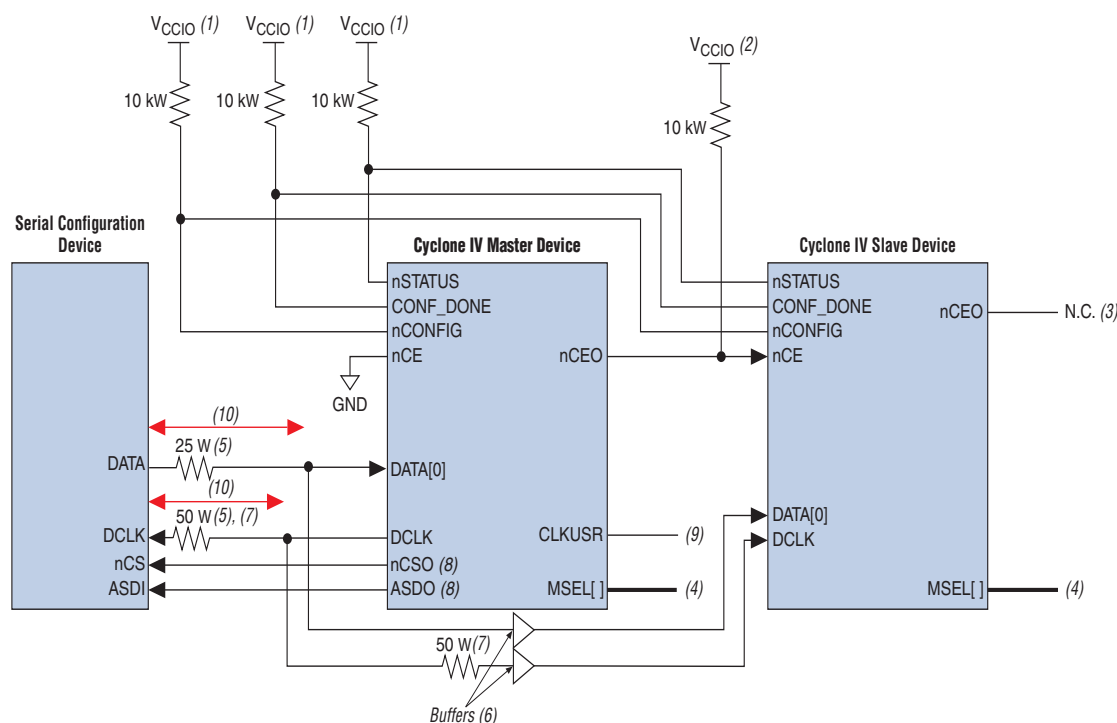 VCCIO (1)
VCCIO (1)
VCCIO (1)
VCCIO (2)
10 kW
10 kW
10 kW
10 kW
Serial Configuration
Device
Cyclone IV Master Device
Cyclone IV Slave Device
nSTATUS
CONF_DONE
nCONFIG
nCE
nCEO
GND
nSTATUS
CONF_DONE
nCONFIG
nCE
nCEO
N.C. (3)
(10)
25 W (5)
DATA
DATA[0]
(10)
50 W (5), (7)
DCLK
DCLK
nCS
nCSO (8)
ASDI
ASDO (8)
CLKUSR
(9)
MSEL[ ]
(4)
DATA[0]
DCLK
MSEL[ ]
(4)
50 W (7)
Buffers (6)